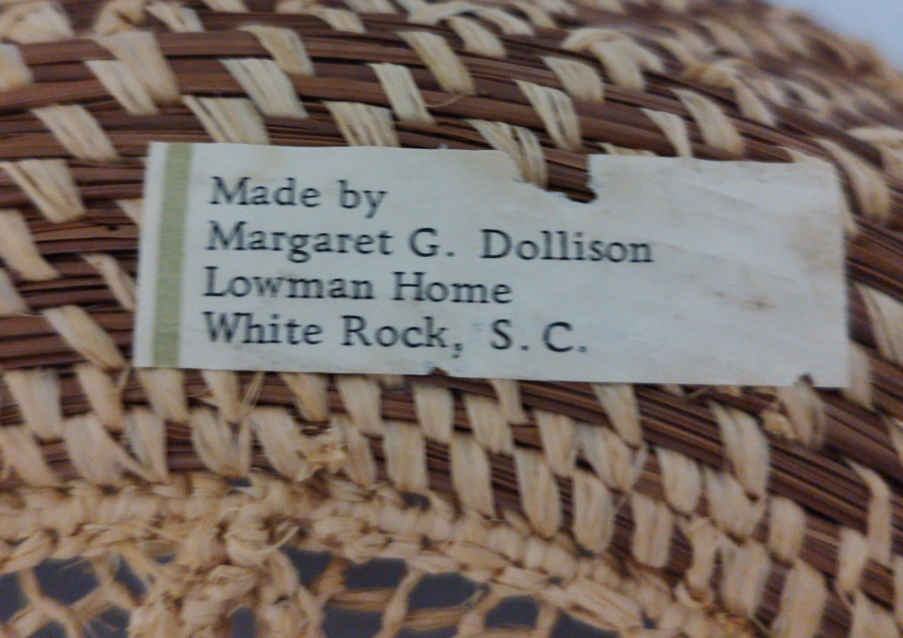 Made by
Margaret G. Dollison
Lowman Home
White Rock, S.C.